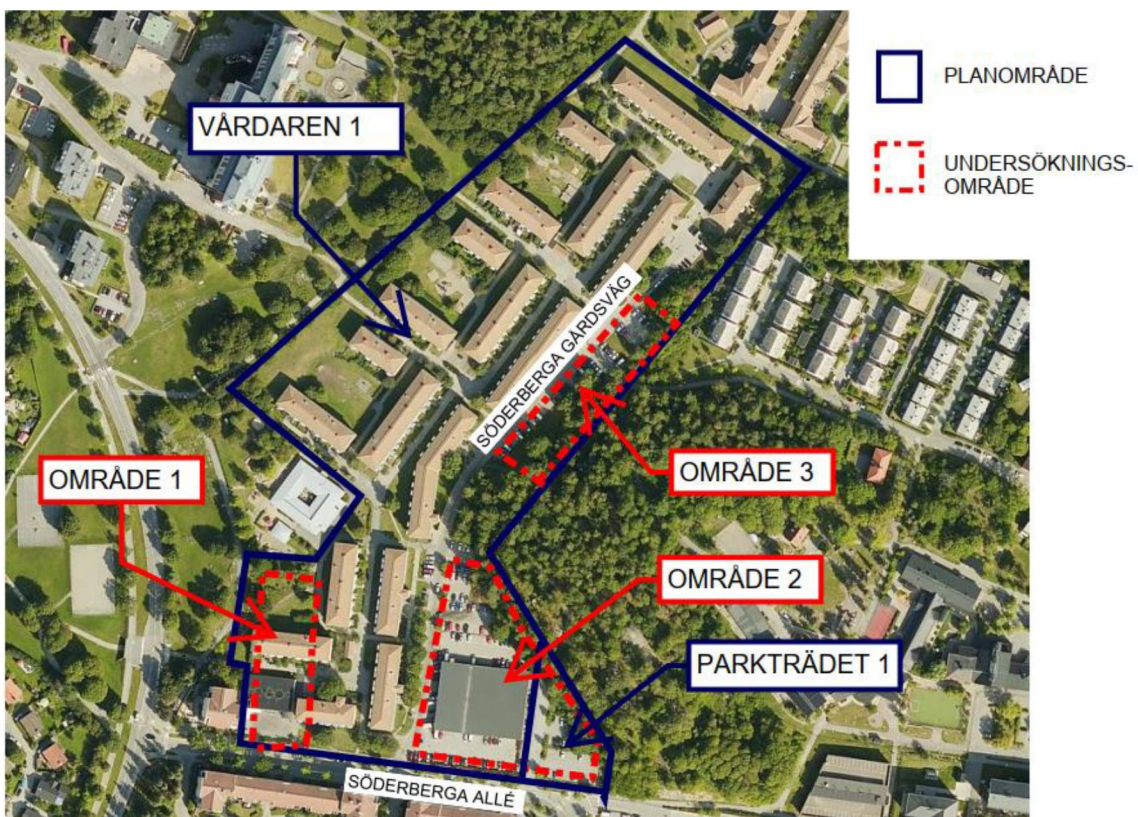 PLANOMRÅDE
VÅRDAREN 1
UNDERSÖKNINGS-
OMRÅDE
SÖDERBERGA GÅRDSVÄG
OMRÅDE 1
OMRÅDE 3
OMRÅDE 2
PARKTRÄDET 1
SÖDERBERGA ALLÉ